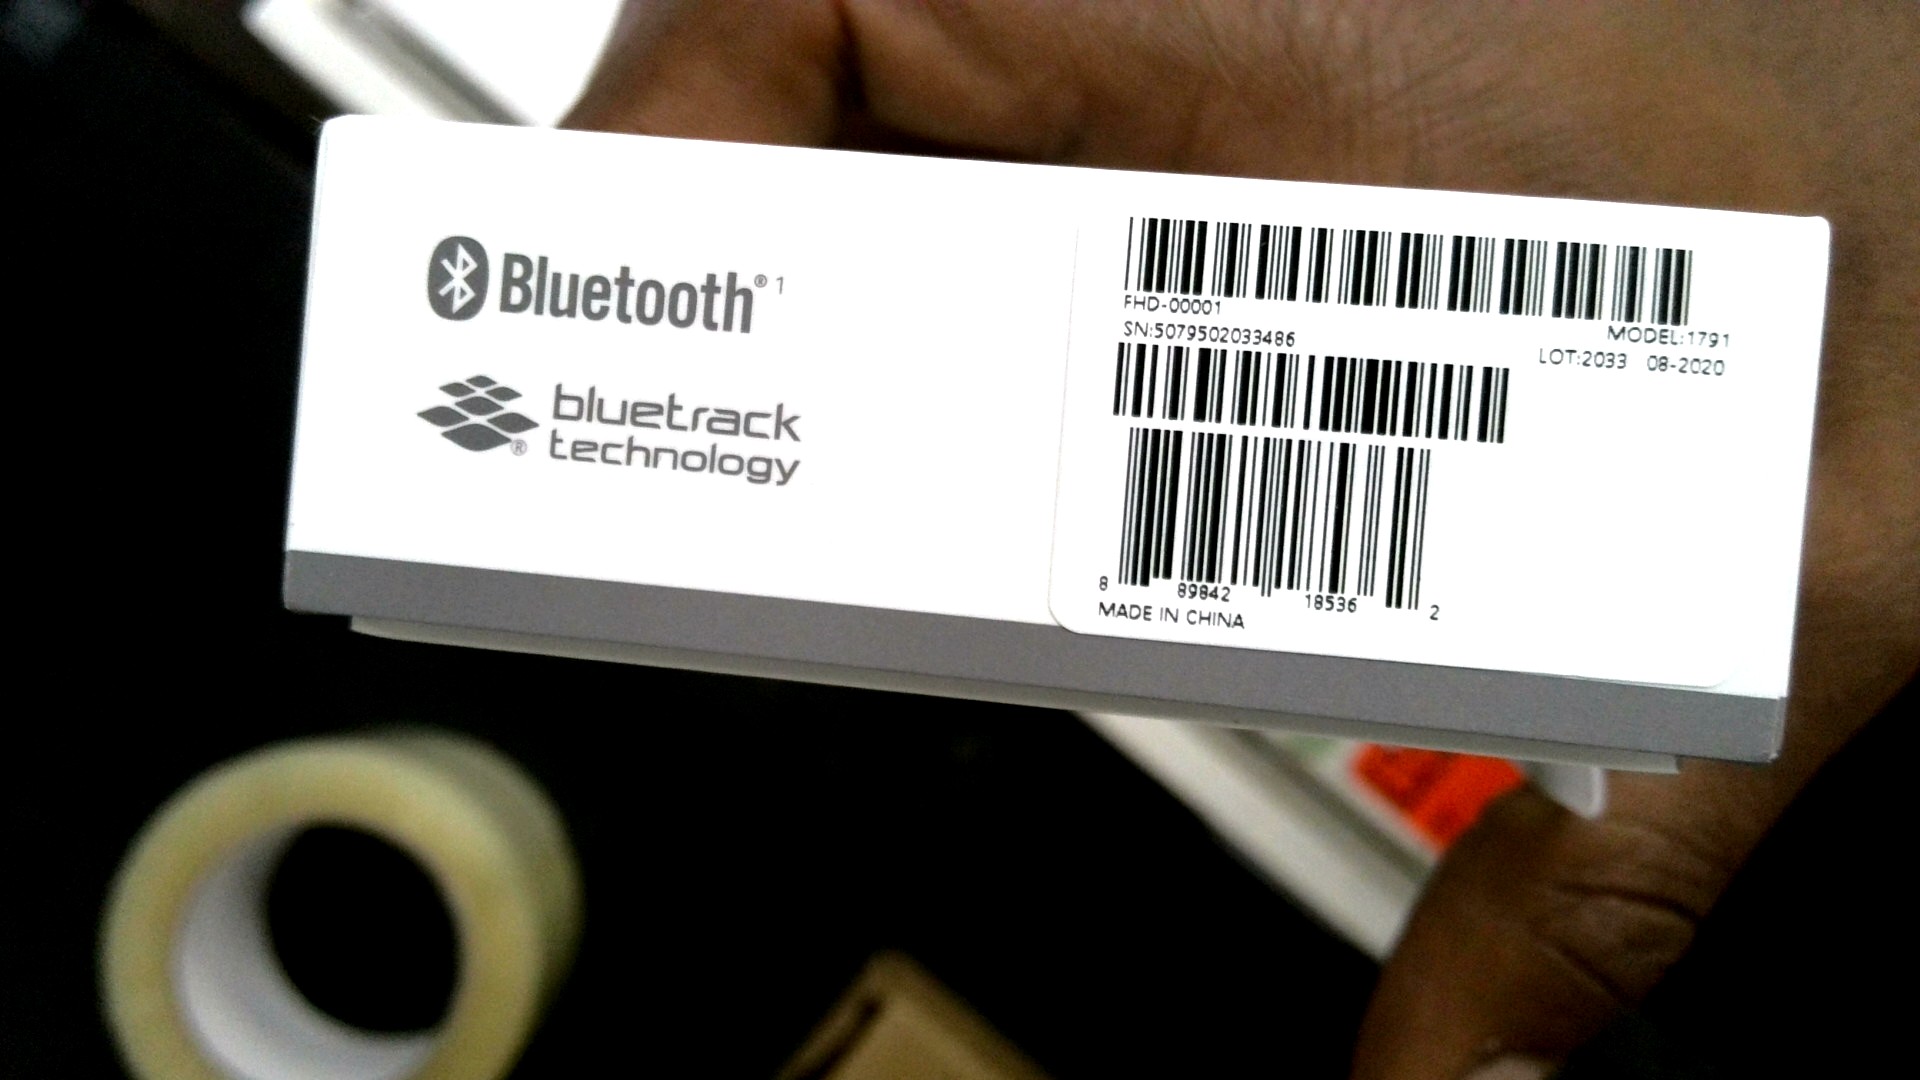 Bluetooth® 1
bluetrack
technology
®
FHD-00001
MODEL:1791
SN:5079502033486
LOT:2033 08-2020
8 89842 18536 2
MADE IN CHINA